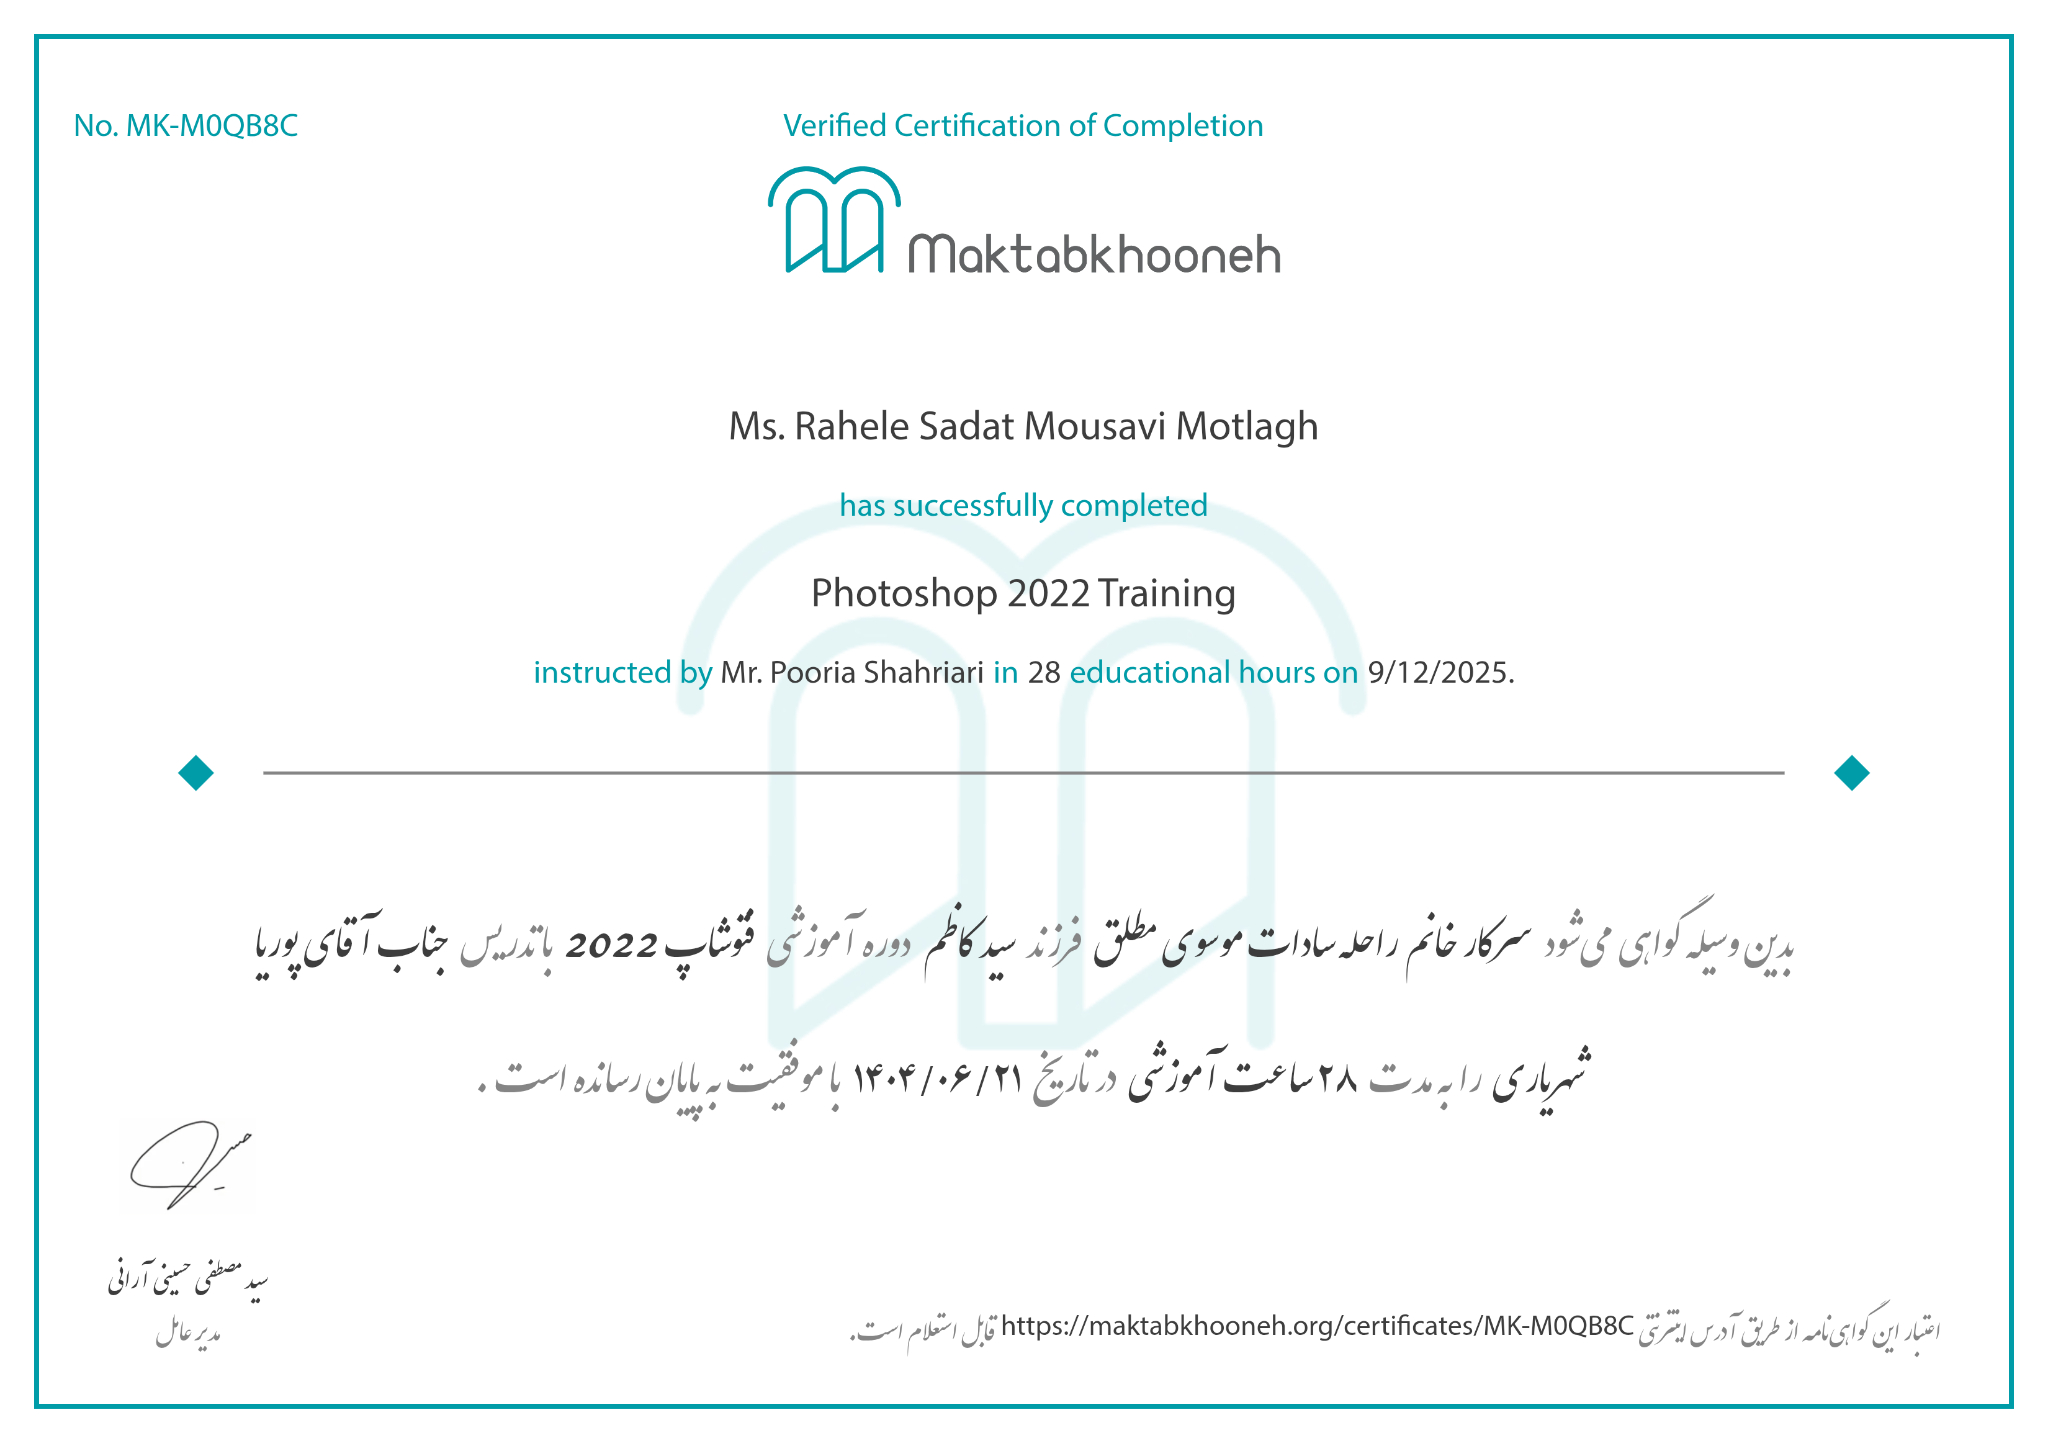 No. MK-M0QB8C
Verified Certification of Completion
Maktabkhooneh
Ms. Rahele Sadat Mousavi Motlagh
has successfully completed
Photoshop 2022 Training
instructed by Mr. Pooria Shahriari in 28 educational hours on 9/12/2025.
بدین وسیله گواهی می‌شود سرکار خانم راحله سادات موسوی مطلق فرزند سید کاظم دوره آموزشی فتوشاپ 2022 با تدریس جناب آقای پوریا
شهریاری را به مدت ۲۸ ساعت آموزشی در تاریخ ۱۴۰۴/۰۶/۲۱ با موفقیت به پایان رسانده است .
سید مصطفی حسینی آرانی
مدیر عامل
اعتبار این گواهی‌نامه از طریق آدرس اینترنتی https://maktabkhooneh.org/certificates/MK-M0QB8C قابل استعلام است.